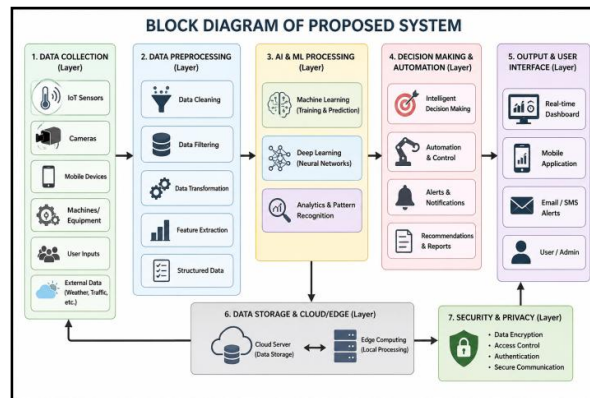 BLOCK DIAGRAM OF PROPOSED SYSTEM
1. DATA COLLECTION
(Layer)
IoT Sensors
Cameras
Mobile Devices
Machines/
Equipment
User Inputs
External Data
(Weather, Traffic,
etc.)
2. DATA PREPROCESSING
(Layer)
Data Cleaning
Data Filtering
Data Transformation
Feature Extraction
Structured Data
3. AI & ML PROCESSING
(Layer)
Machine Learning
(Training & Prediction)
Deep Learning
(Neural Networks)
Analytics & Pattern
Recognition
4. DECISION MAKING &
AUTOMATION (Layer)
Intelligent
Decision Making
Automation
& Control
Alerts &
Notifications
Recommendations
& Reports
5. OUTPUT & USER
INTERFACE (Layer)
Real-time
Dashboard
Mobile
Application
Email / SMS
Alerts
User / Admin
6. DATA STORAGE & CLOUD/EDGE (Layer)
Cloud Server
(Data Storage)
Edge Computing
(Local Processing)
7. SECURITY & PRIVACY (Layer)
• Data Encryption
• Access Control
• Authentication
• Secure Communication